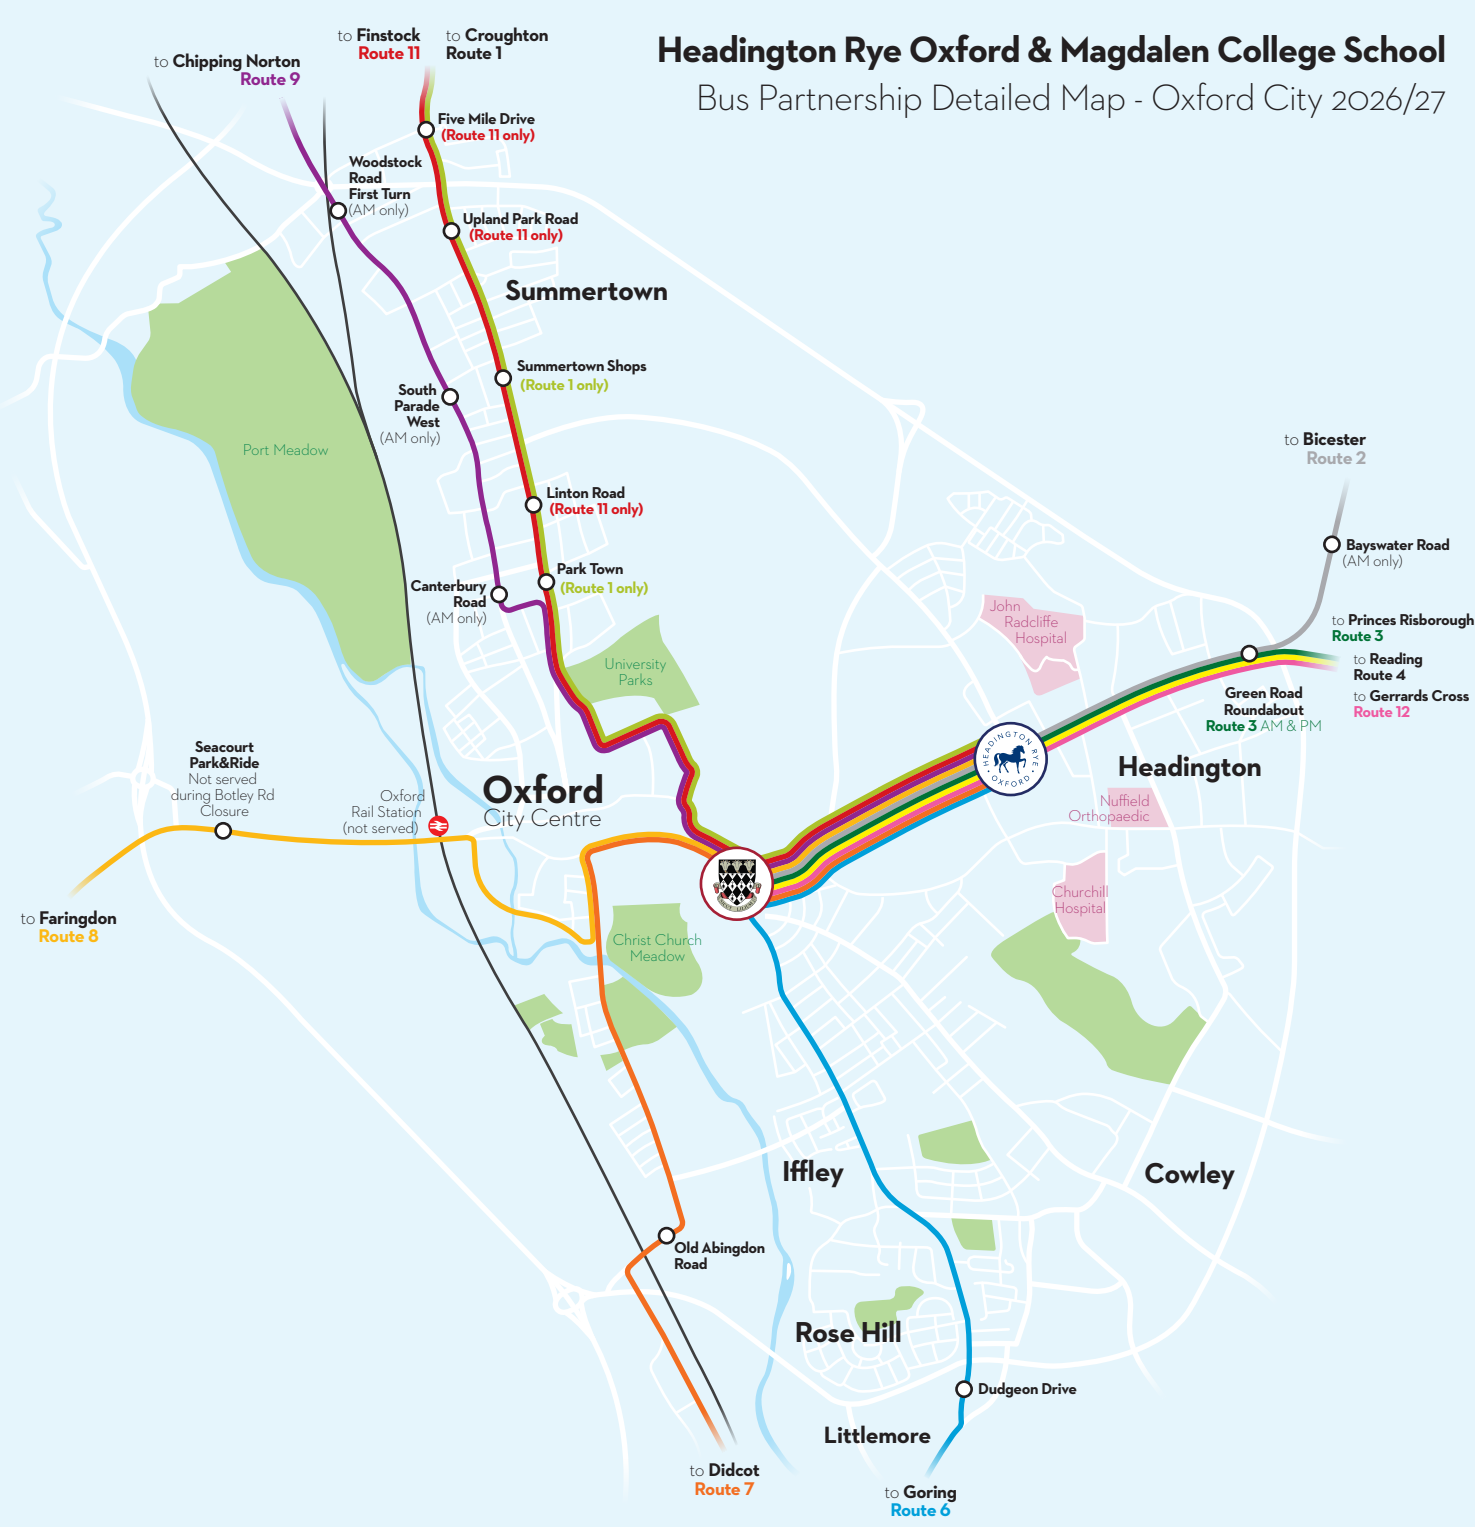 Headington Rye Oxford & Magdalen College School
Bus Partnership Detailed Map - Oxford City 2026/27
to Finstock
Route 11
to Croughton
Route 1
to Chipping Norton
Route 9
Five Mile Drive
(Route 11 only)
Woodstock
Road
First Turn
(AM only)
Upland Park Road
(Route 11 only)
Summertown
Summertown Shops
(Route 1 only)
South
Parade
West
(AM only)
Port Meadow
Linton Road
(Route 11 only)
Park Town
(Route 1 only)
Canterbury
Road
(AM only)
University
Parks
to Bicester
Route 2
Bayswater Road
(AM only)
John
Radcliffe
Hospital
to Princes Risborough
Route 3
to Reading
Route 4
to Gerrards Cross
Route 12
Green Road
Roundabout
Route 3 AM & PM
HEADINGTON RYE
OXFORD
Headington
Nuffield
Orthopaedic
Churchill
Hospital
Seacourt
Park&Ride
Not served
during Botley Rd
Closure
Oxford
Rail Station
(not served)
Oxford
City Centre
to Faringdon
Route 8
Christ Church
Meadow
Iffley
Cowley
Old Abingdon
Road
Rose Hill
Dudgeon Drive
Littlemore
to Didcot
Route 7
to Goring
Route 6